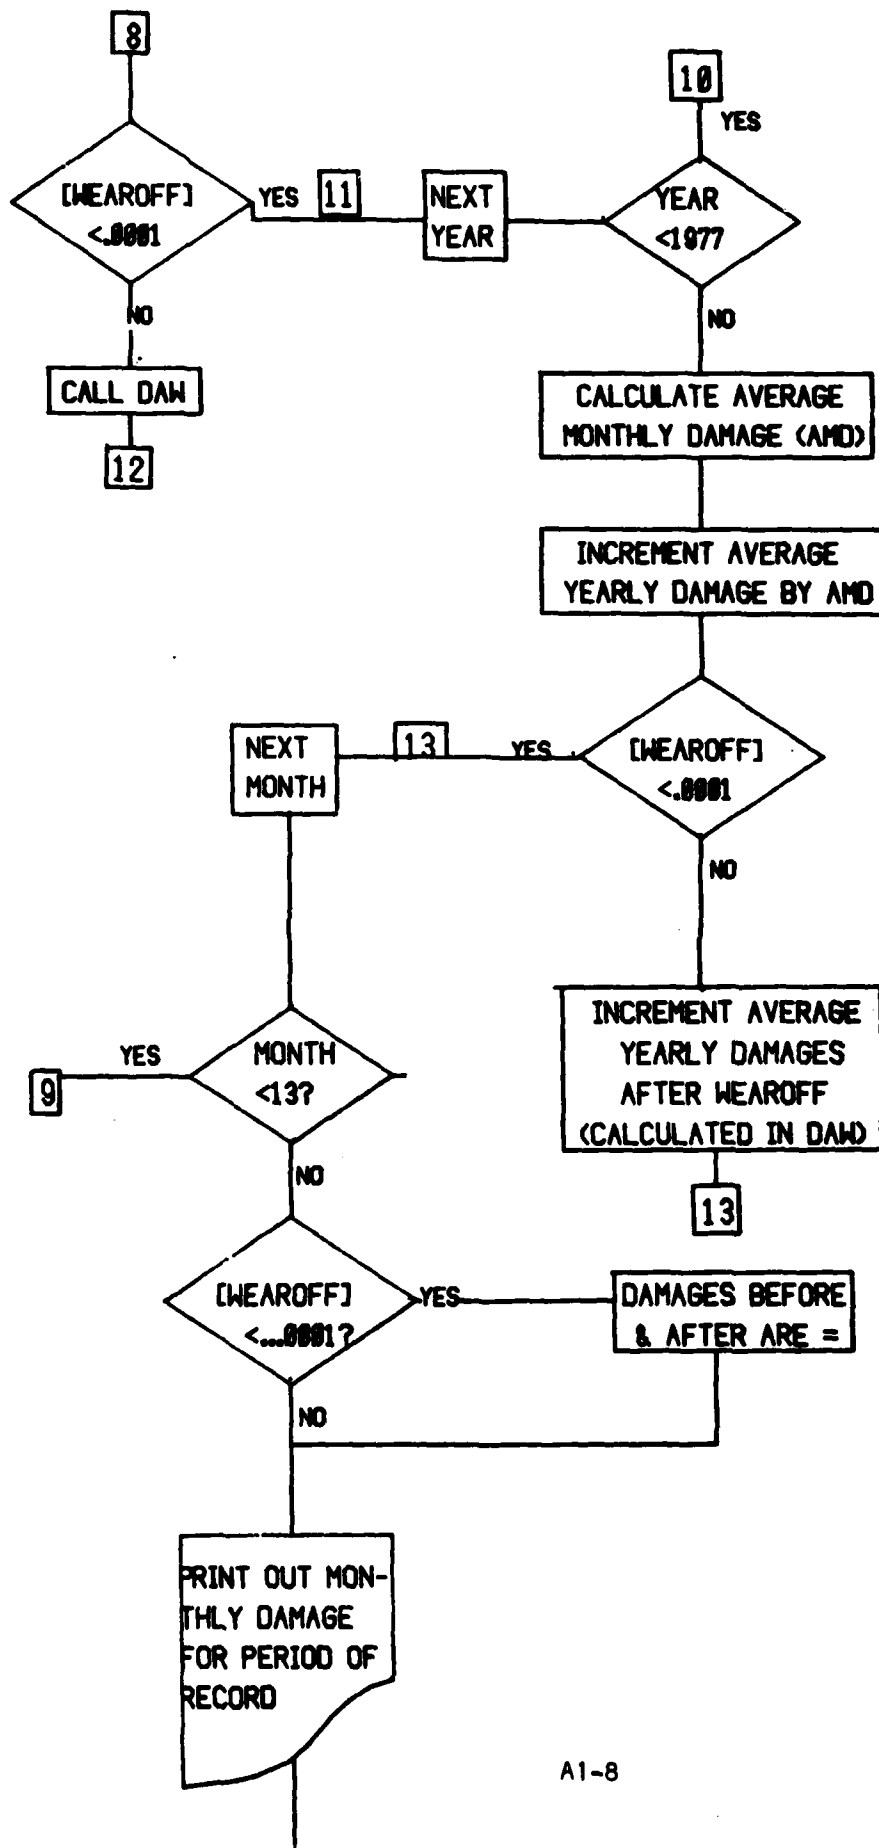 8
10
YES
[WEAROFF]
<.0001
YES
11
NEXT
YEAR
YEAR
<1977
NO
NO
CALL DAW
12
CALCULATE AVERAGE
MONTHLY DAMAGE (AMD)
INCREMENT AVERAGE
YEARLY DAMAGE BY AMD
NEXT
MONTH
13
YES
[WEAROFF]
<.0001
NO
INCREMENT AVERAGE
YEARLY DAMAGES
AFTER WEAROFF
(CALCULATED IN DAW)
13
YES
MONTH
<13?
9
NO
[WEAROFF]
<...0001?
YES
DAMAGES BEFORE
& AFTER ARE =
NO
PRINT OUT MON-
THLY DAMAGE
FOR PERIOD OF
RECORD
A1-8